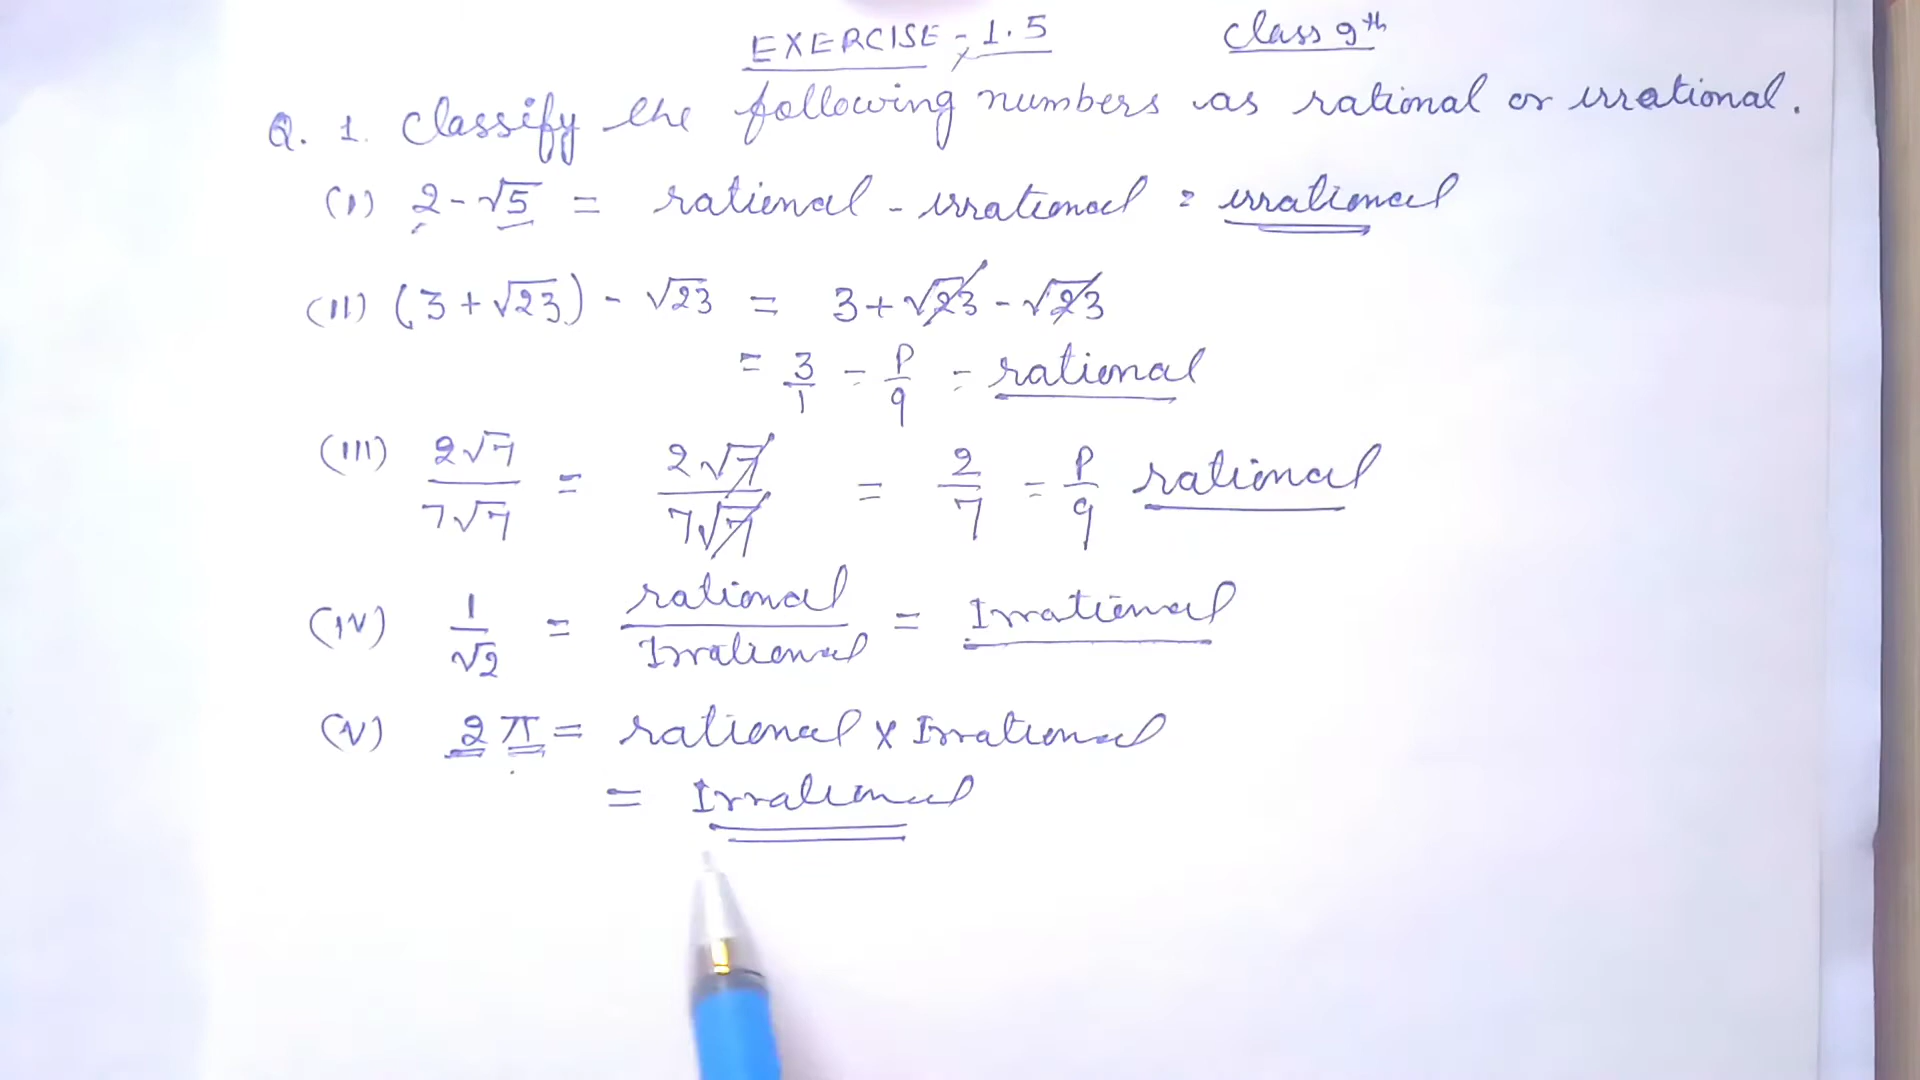 EXERCISE - 1.5 Class 9th
Q. 1. Classify the following numbers as rational or irrational.
(I) 2 - √5 = rational - irrational = irrational
(II) (3 + √23) - √23 = 3 + √23 - √23
= 3/1 = p/q = rational
(III) 2√7/7√7 = 2√7/7√7 = 2/7 = p/q rational
(IV) 1/√2 = rational/Irrational = Irrational
(V) 2π = rational × Irrational
= Irrational